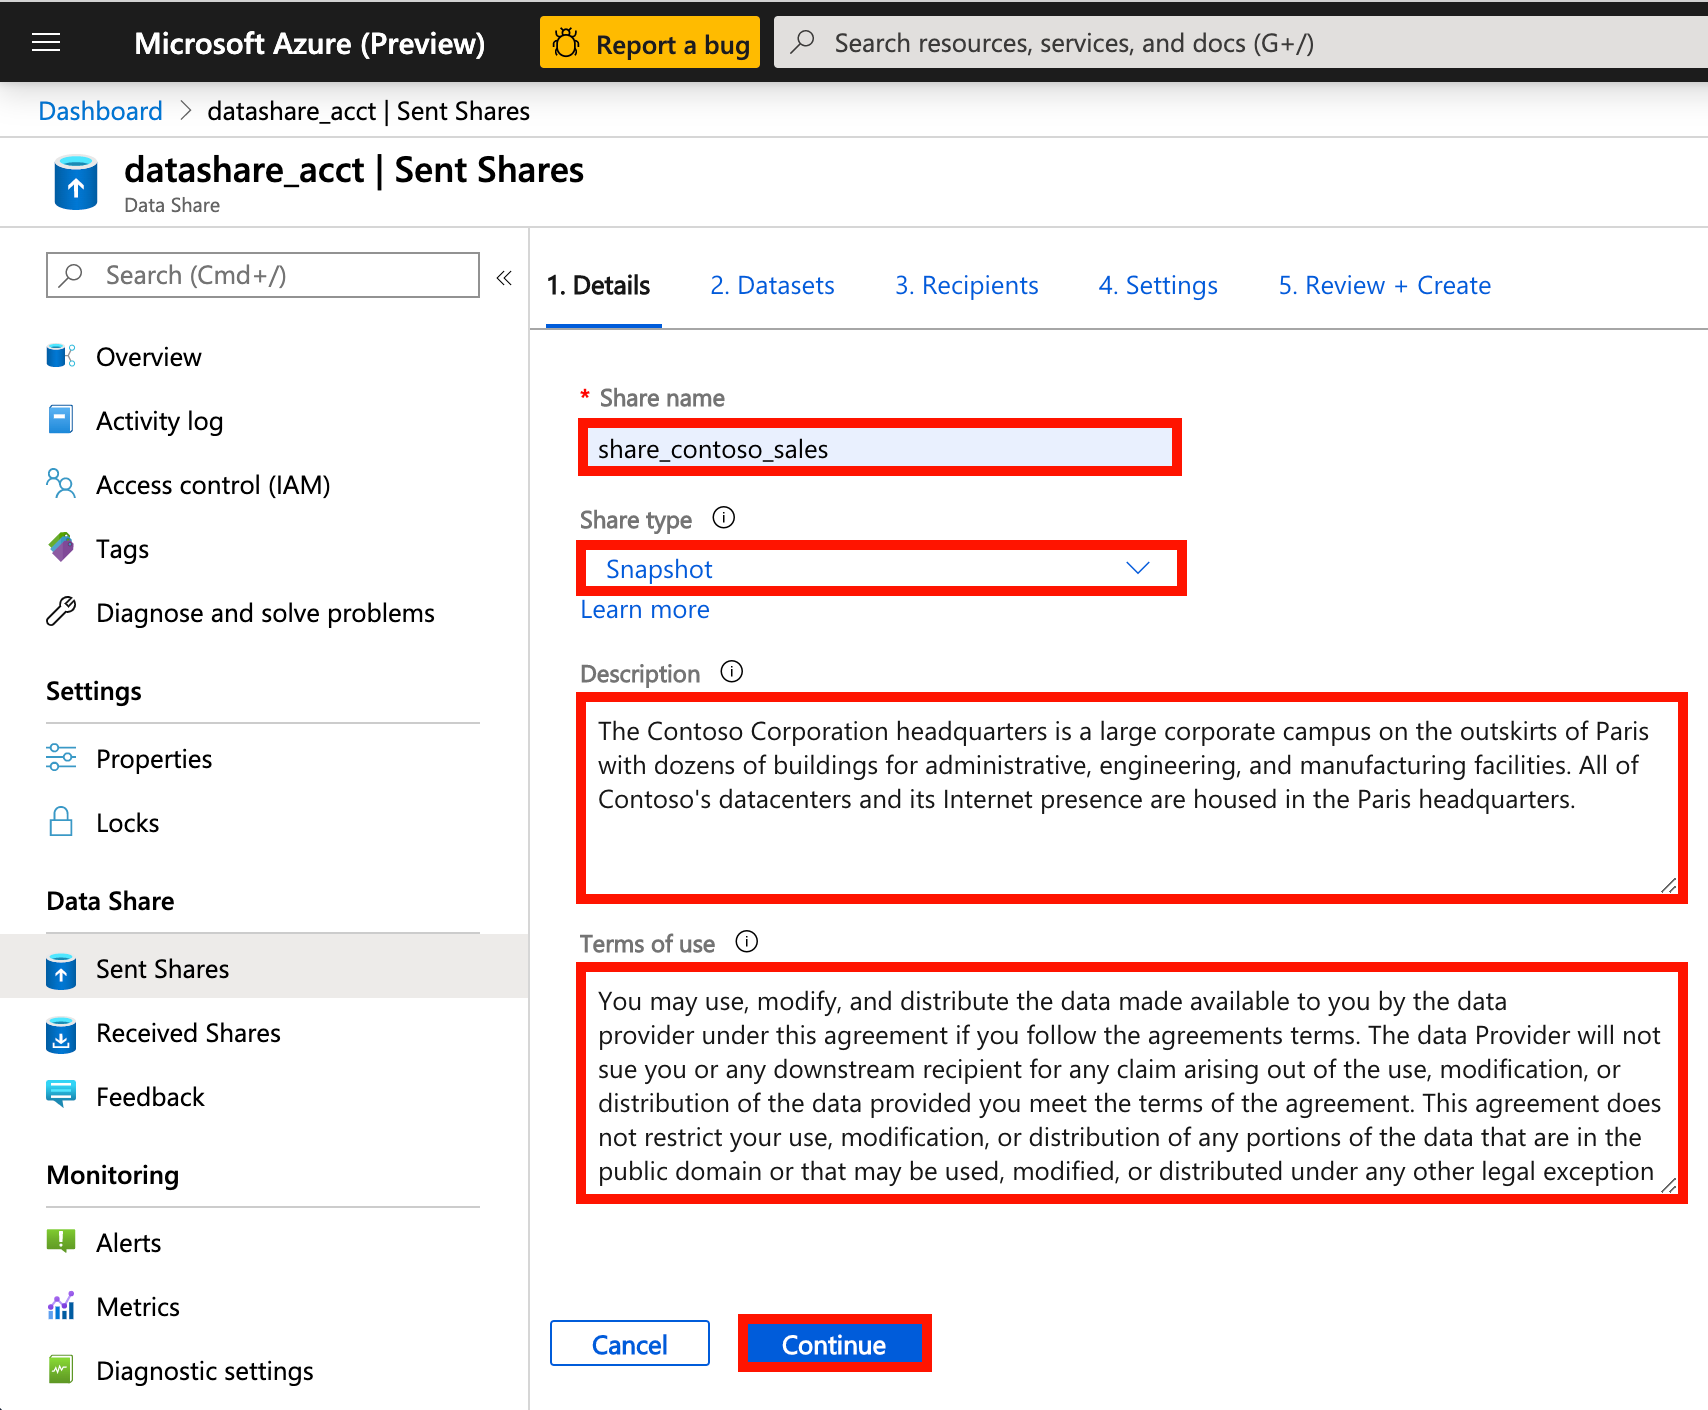 Microsoft Azure (Preview)
Report a bug
Search resources, services, and docs (G+/)
Dashboard > datashare_acct | Sent Shares
datashare_acct | Sent Shares
Data Share
Search (Cmd+/)
«
Overview
Activity log
Access control (IAM)
Tags
Diagnose and solve problems
Settings
Properties
Locks
Data Share
Sent Shares
Received Shares
Feedback
Monitoring
Alerts
Metrics
Diagnostic settings
1. Details
2. Datasets
3. Recipients
4. Settings
5. Review + Create
* Share name
share_contoso_sales
Share type
Snapshot
Learn more
Description
The Contoso Corporation headquarters is a large corporate campus on the outskirts of Paris
with dozens of buildings for administrative, engineering, and manufacturing facilities. All of
Contoso's datacenters and its Internet presence are housed in the Paris headquarters.
Terms of use
You may use, modify, and distribute the data made available to you by the data
provider under this agreement if you follow the agreements terms. The data Provider will not
sue you or any downstream recipient for any claim arising out of the use, modification, or
distribution of the data provided you meet the terms of the agreement. This agreement does
not restrict your use, modification, or distribution of any portions of the data that are in the
public domain or that may be used, modified, or distributed under any other legal exception
Cancel
Continue